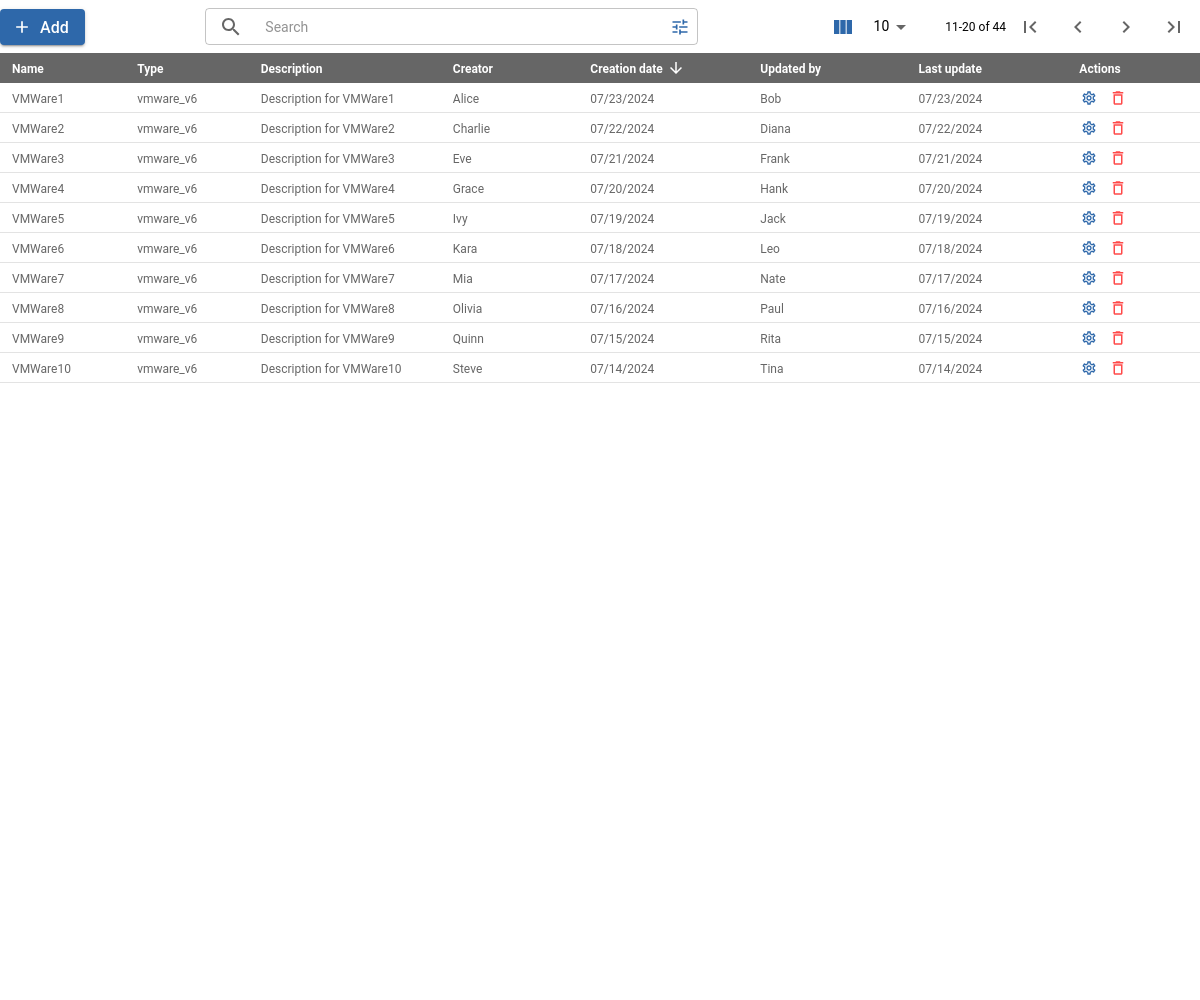 Add Search 10 11-20 of 44
Name Type Description Creator Creation date Updated by Last update Actions
VMWare1 vmware_v6 Description for VMWare1 Alice 07/23/2024 Bob 07/23/2024
VMWare2 vmware_v6 Description for VMWare2 Charlie 07/22/2024 Diana 07/22/2024
VMWare3 vmware_v6 Description for VMWare3 Eve 07/21/2024 Frank 07/21/2024
VMWare4 vmware_v6 Description for VMWare4 Grace 07/20/2024 Hank 07/20/2024
VMWare5 vmware_v6 Description for VMWare5 Ivy 07/19/2024 Jack 07/19/2024
VMWare6 vmware_v6 Description for VMWare6 Kara 07/18/2024 Leo 07/18/2024
VMWare7 vmware_v6 Description for VMWare7 Mia 07/17/2024 Nate 07/17/2024
VMWare8 vmware_v6 Description for VMWare8 Olivia 07/16/2024 Paul 07/16/2024
VMWare9 vmware_v6 Description for VMWare9 Quinn 07/15/2024 Rita 07/15/2024
VMWare10 vmware_v6 Description for VMWare10 Steve 07/14/2024 Tina 07/14/2024